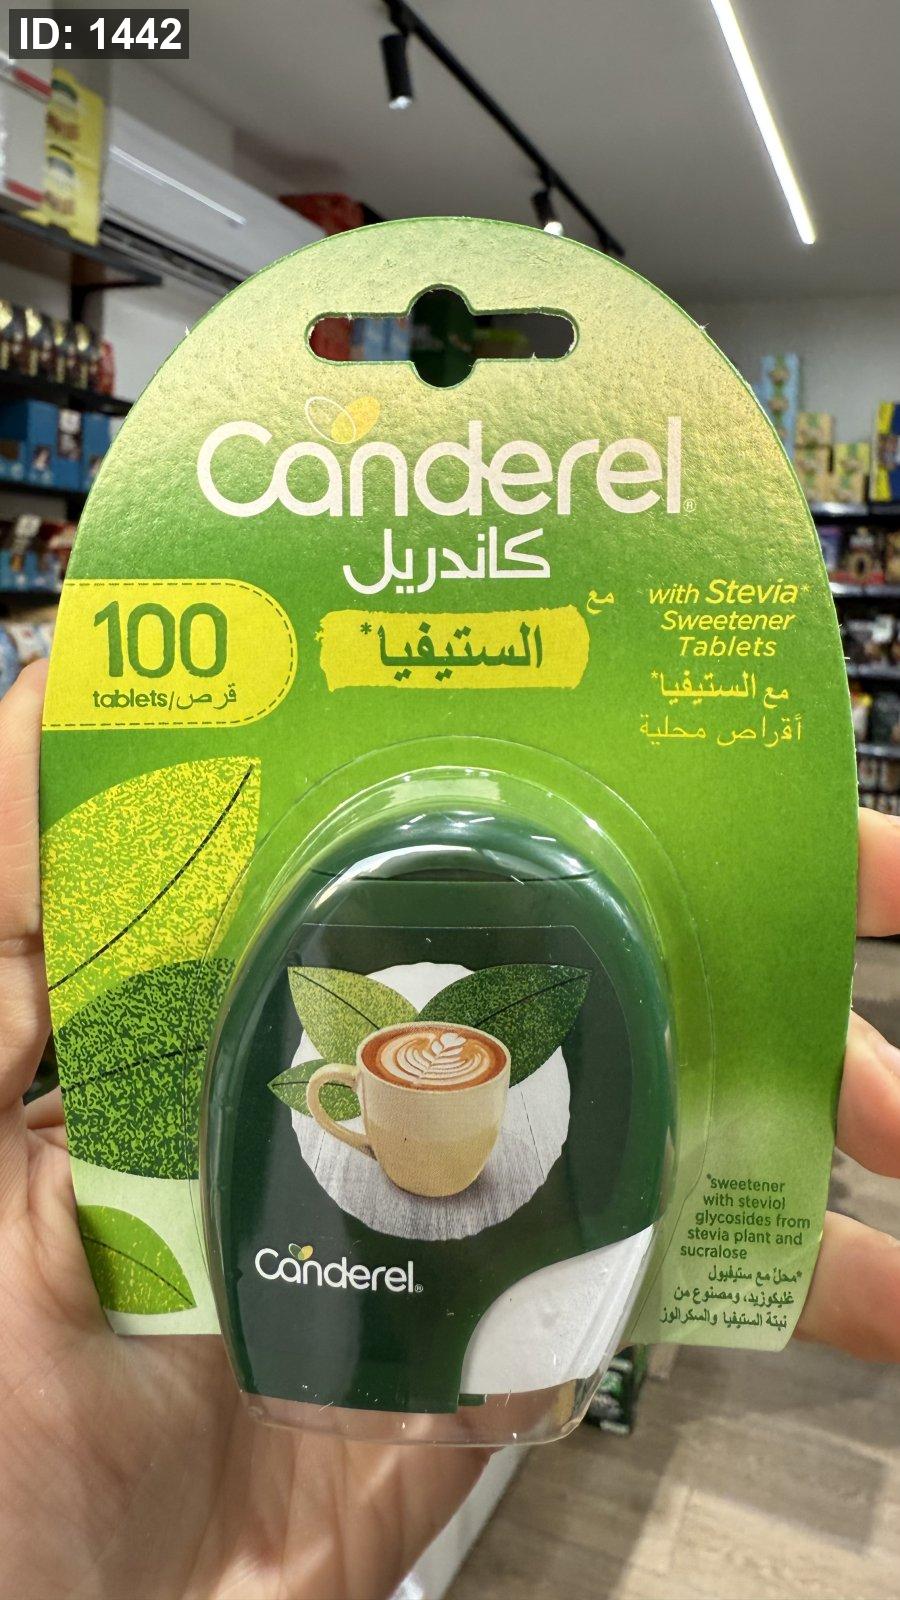 ID: 1442
Canderel®
كاندريل
100
tablets/قرص
مع
الستيفيا*
with Stevia*
Sweetener
Tablets
مع الستيفيا*
أقراص محلية
Canderel®
*sweetener
with steviol
glycosides from
stevia plant and
sucralose
*محلّ مع ستيفيول
غليكوزيد، ومصنوع من
نبتة الستيفيا والسكرالوز